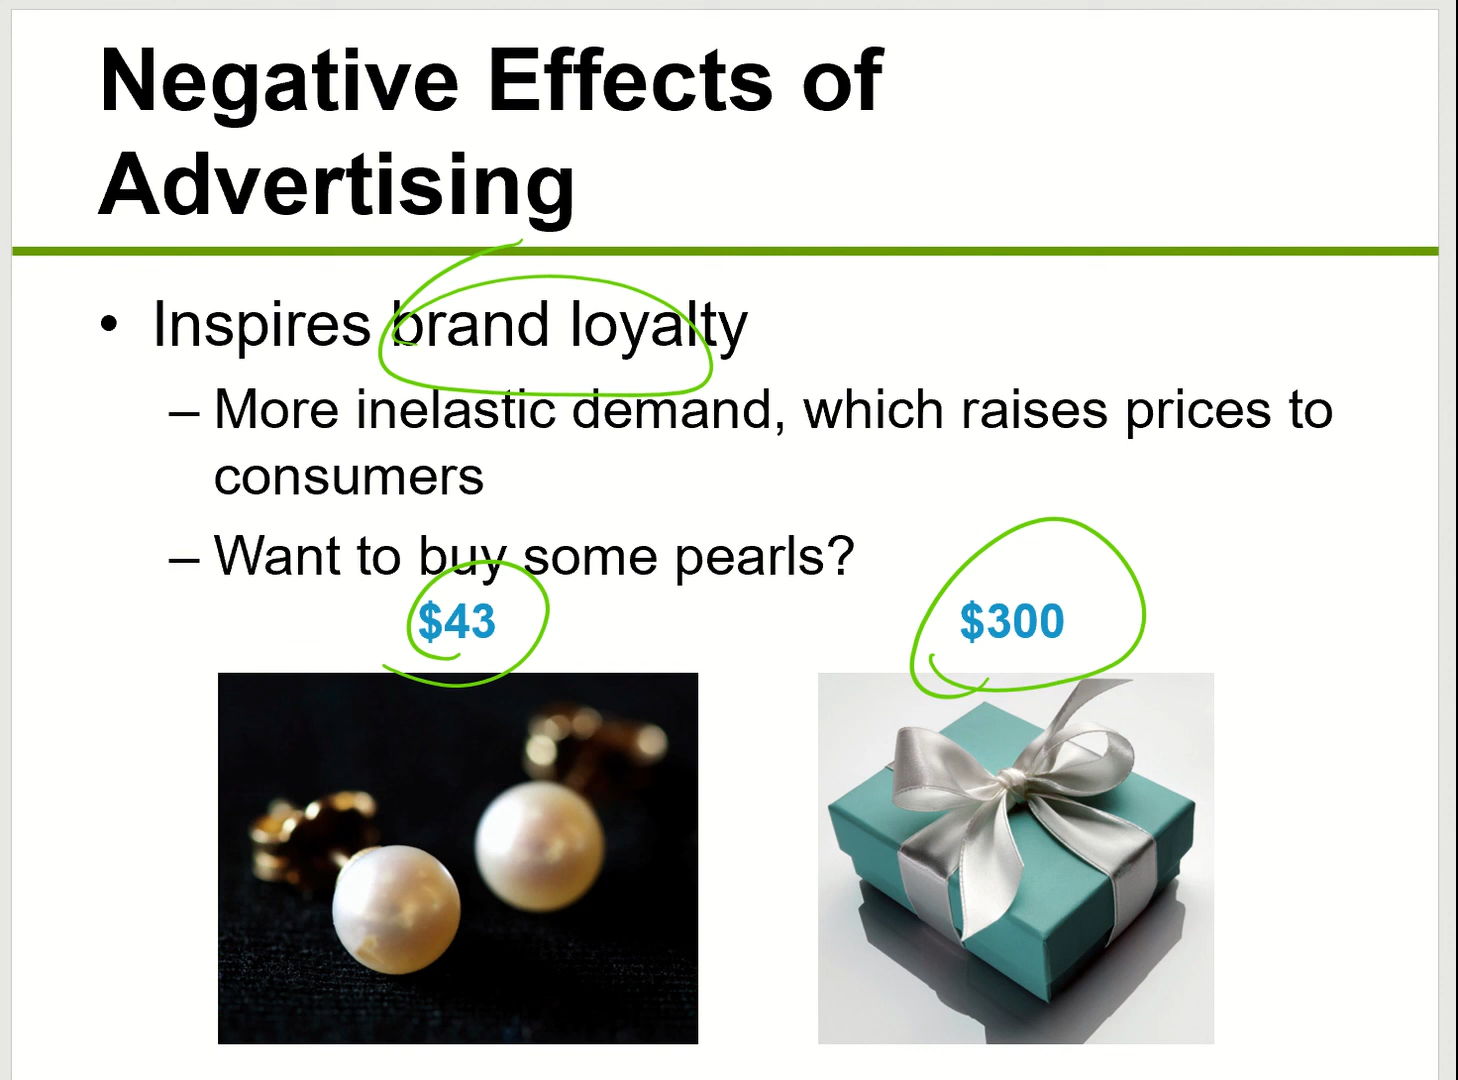 Negative Effects of
Advertising
• Inspires brand loyalty
– More inelastic demand, which raises prices to
consumers
– Want to buy some pearls?
$43 $300